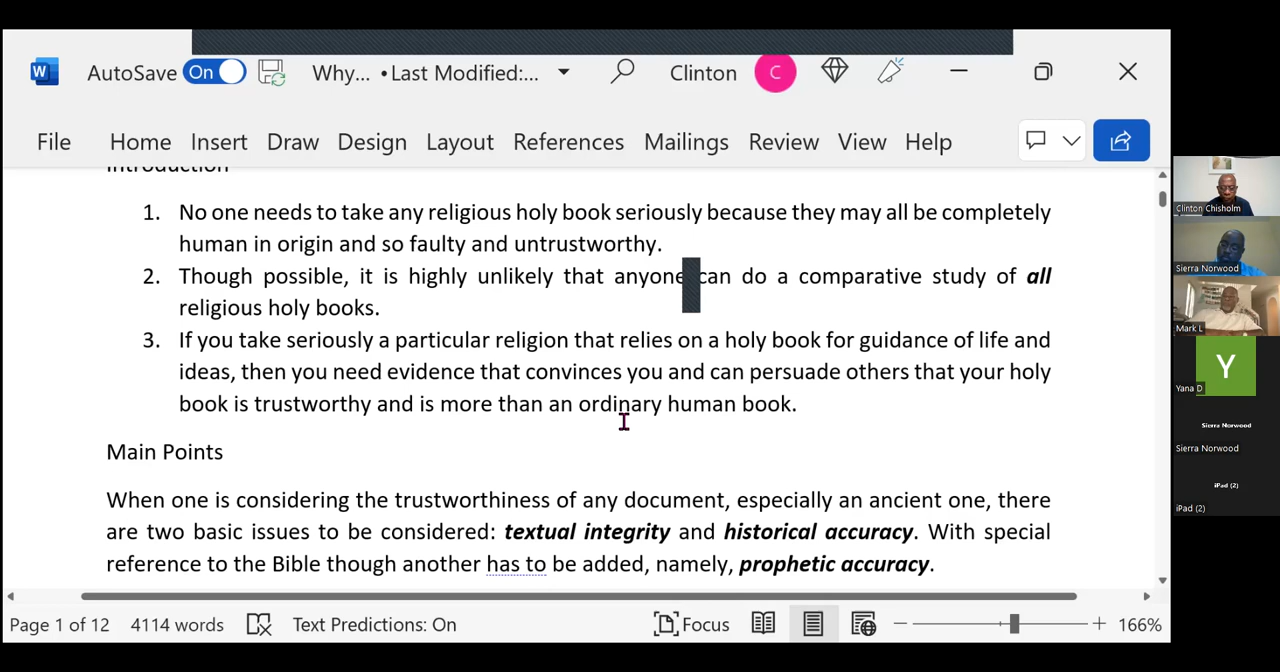 W AutoSave On Why... • Last Modified:... Clinton C
File Home Insert Draw Design Layout References Mailings Review View Help
Introduction
1. No one needs to take any religious holy book seriously because they may all be completely
human in origin and so faulty and untrustworthy.
2. Though possible, it is highly unlikely that anyone can do a comparative study of all
religious holy books.
3. If you take seriously a particular religion that relies on a holy book for guidance of life and
ideas, then you need evidence that convinces you and can persuade others that your holy
book is trustworthy and is more than an ordinary human book.
Main Points
When one is considering the trustworthiness of any document, especially an ancient one, there
are two basic issues to be considered: textual integrity and historical accuracy. With special
reference to the Bible though another has to be added, namely, prophetic accuracy.
Page 1 of 12 4114 words Text Predictions: On Focus 166%
Clinton Chisholm
Sierra Norwood
Mark L
Y
Yana D
Sierra Norwood
Sierra Norwood
iPad (2)
iPad (2)